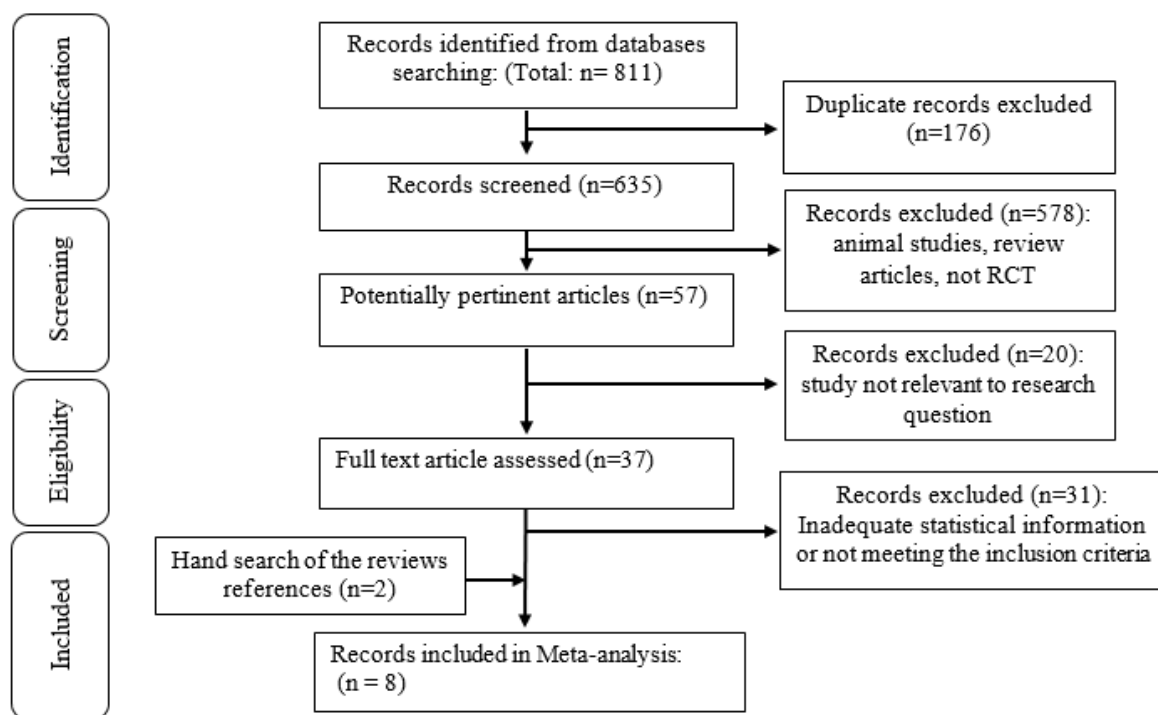 Identification
Records identified from databases
searching: (Total: n= 811)
Duplicate records excluded
(n=176)
Records screened (n=635)
Screening
Records excluded (n=578):
animal studies, review
articles, not RCT
Potentially pertinent articles (n=57)
Records excluded (n=20):
study not relevant to research
question
Eligibility
Full text article assessed (n=37)
Records excluded (n=31):
Inadequate statistical information
or not meeting the inclusion criteria
Included
Hand search of the reviews
references (n=2)
Records included in Meta-analysis:
(n = 8)